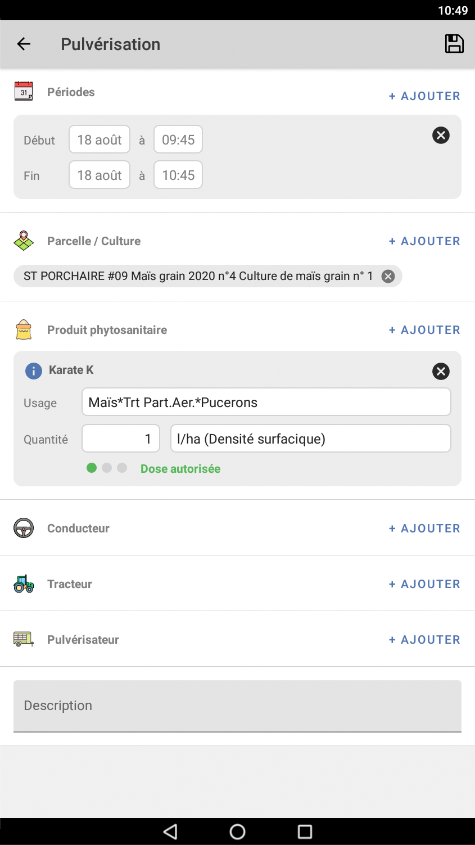 10:49
Pulvérisation
31
Périodes
+ AJOUTER
Début 18 août à 09:45
Fin 18 août à 10:45
Parcelle / Culture + AJOUTER
ST PORCHAIRE #09 Maïs grain 2020 n°4 Culture de maïs grain n° 1
Produit phytosanitaire + AJOUTER
Karate K
Usage Maïs*Trt Part.Aer.*Pucerons
Quantité 1 l/ha (Densité surfacique)
Dose autorisée
Conducteur + AJOUTER
Tracteur + AJOUTER
Pulvérisateur + AJOUTER
Description